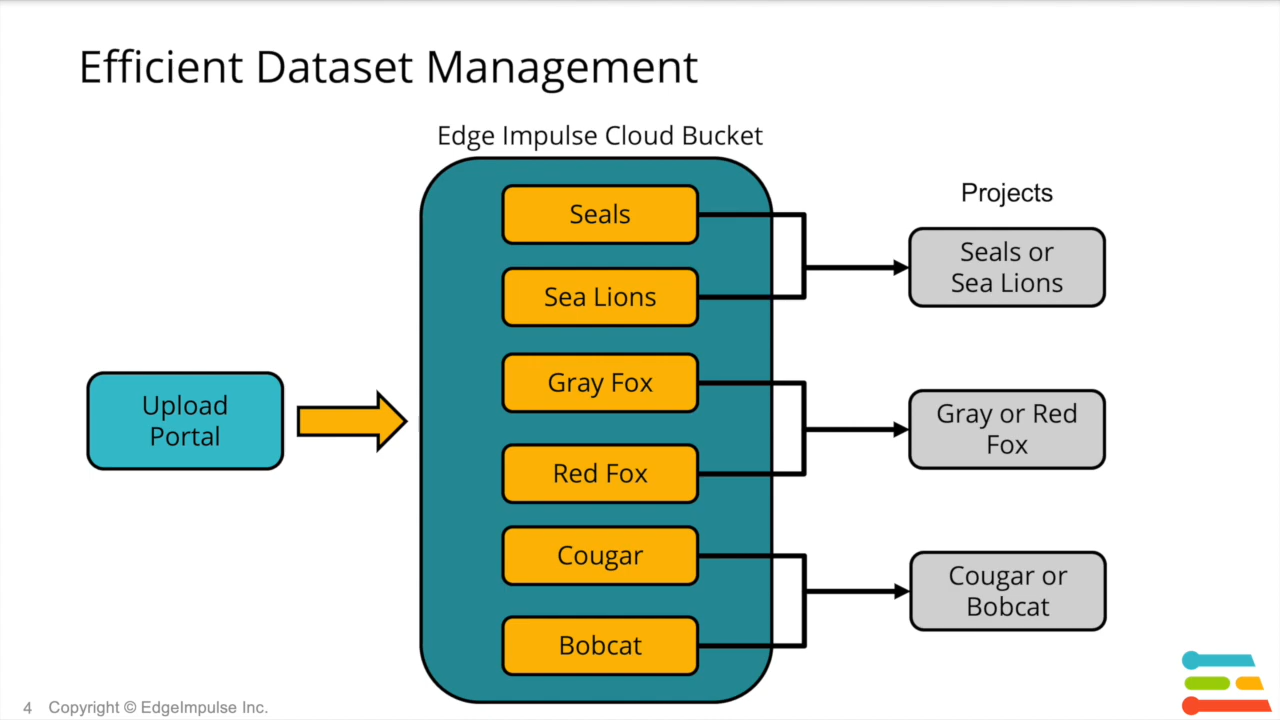 Efficient Dataset Management
Edge Impulse Cloud Bucket
Projects
Upload
Portal
Seals
Sea Lions
Gray Fox
Red Fox
Cougar
Bobcat
Seals or
Sea Lions
Gray or Red
Fox
Cougar or
Bobcat
4 Copyright © EdgeImpulse Inc.